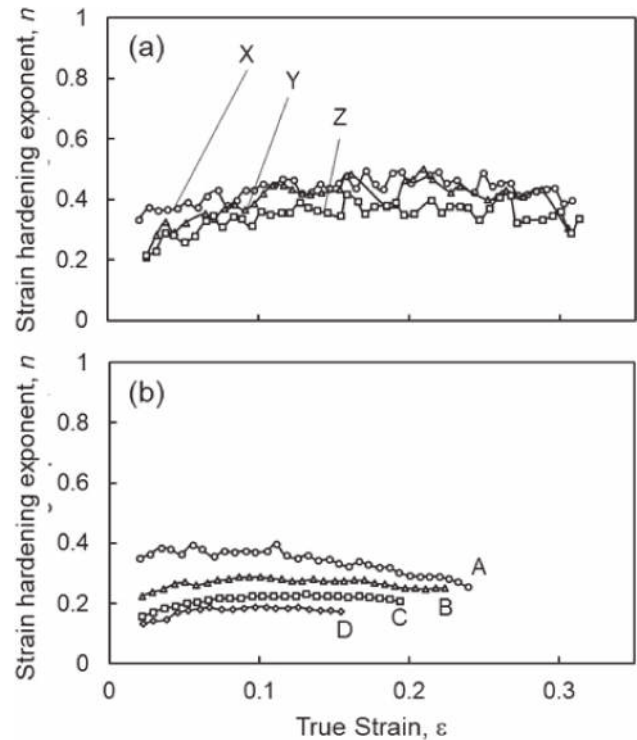 Strain hardening exponent, n
1
0.8
0.6
0.4
0.2
0
(a)
X
Y
Z
Strain hardening exponent, n
1
0.8
0.6
0.4
0.2
0
(b)
A
B
C
D
0
0.1
0.2
0.3
True Strain, ε